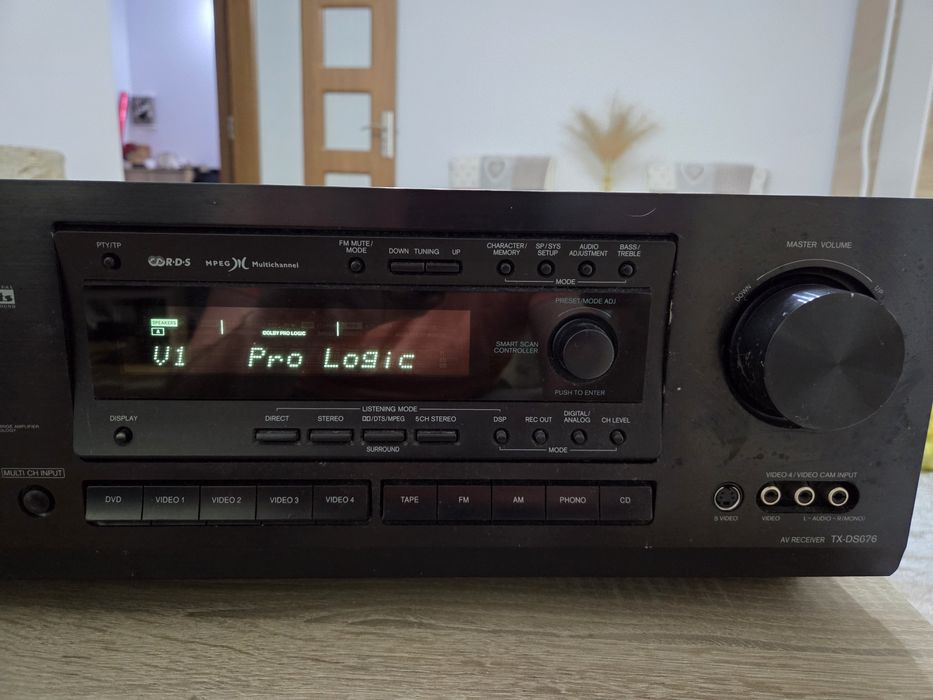 PTY/TP
R·D·S
MPEG Multichannel
FM MUTE/
MODE
DOWN TUNING UP
CHARACTER/
MEMORY
SP/SYS
SETUP
AUDIO
ADJUSTMENT
BASS/
TREBLE
MODE
MASTER VOLUME
DOWN
UP
PRESET/MODE ADJ
SPEAKERS
A
DOLBY PRO LOGIC
V1 Pro Logic
SMART SCAN
CONTROLLER
PUSH TO ENTER
DISPLAY
LISTENING MODE
DIRECT
STEREO
/DTS/MPEG
5CH STEREO
SURROUND
DSP
REC OUT
DIGITAL/
ANALOG
CH LEVEL
MODE
MULTI CH INPUT
DVD
VIDEO 1
VIDEO 2
VIDEO 3
VIDEO 4
TAPE
FM
AM
PHONO
CD
VIDEO 4 / VIDEO CAM INPUT
S VIDEO
VIDEO
L – AUDIO – R (MONO)
AV RECEIVER TX-DS676